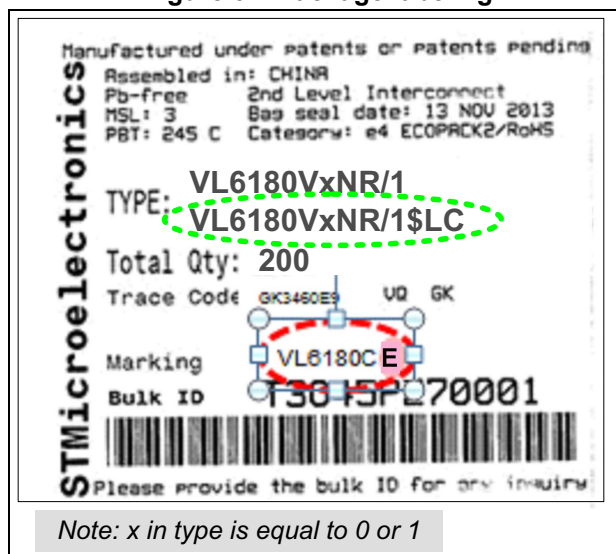 Manufactured under patents or patents pending
STMicroelectronics
Assembled in: CHINA
Pb-free 2nd Level Interconnect
MSL: 3 Bag seal date: 13 NOV 2013
PBT: 245 C Category: e4 ECOPACK2/RoHS
TYPE: VL6180VxNR/1
VL6180VxNR/1$LC
Total Qty: 200
Trace Code GK3460E9 VQ GK
Marking VL6180C E
Bulk ID
Please provide the bulk ID for any inquiry
Note: x in type is equal to 0 or 1